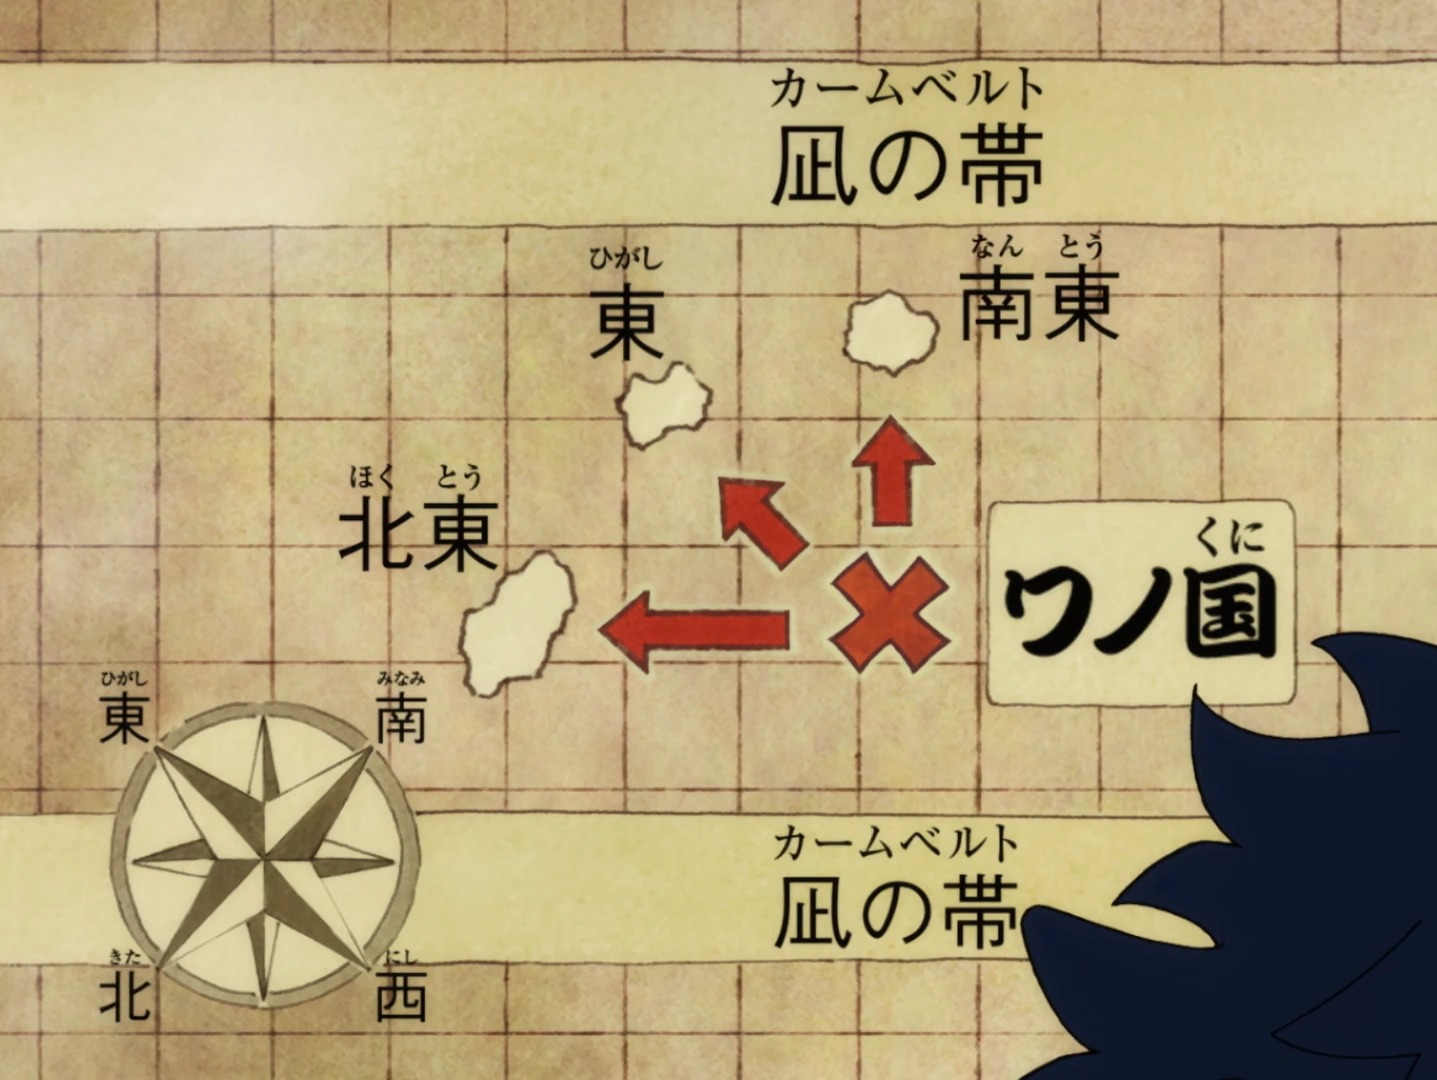 カームベルト
凪の帯
ひがし
東
なん とう
南東
ほく とう
北東
くに
ワノ国
ひがし
東
みなみ
南
カームベルト
凪の帯
きた
北
にし
西